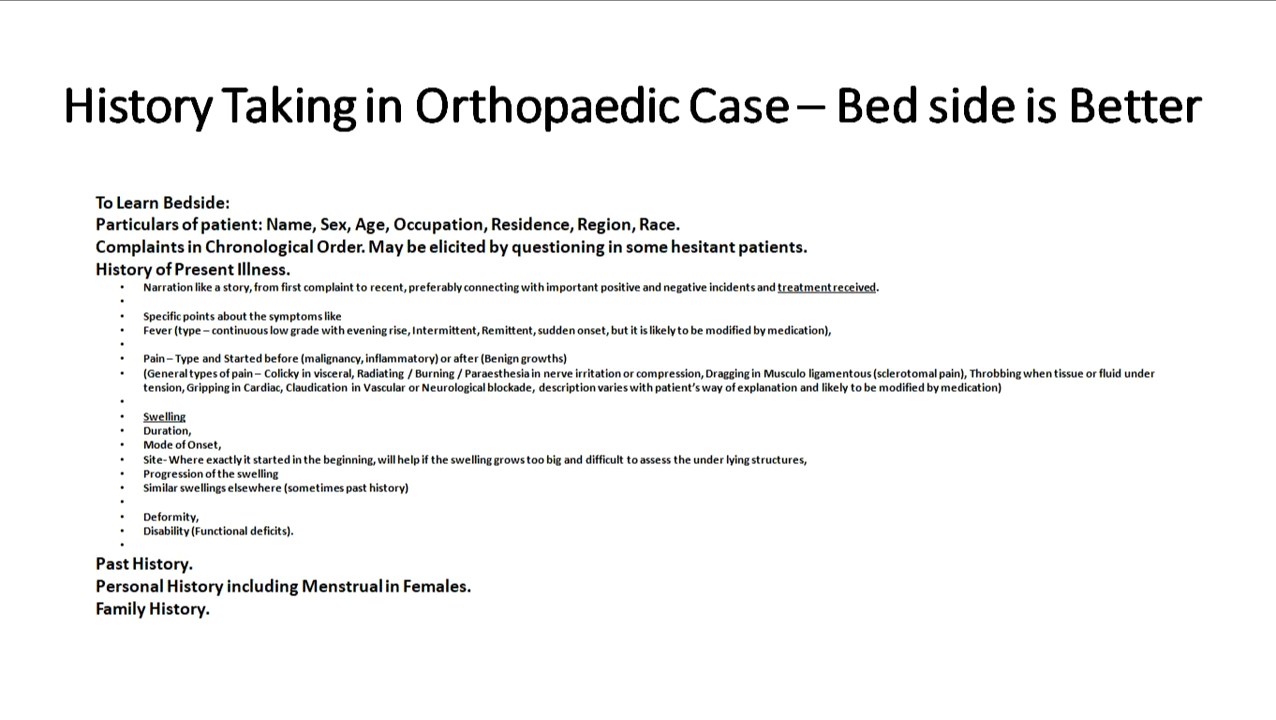 History Taking in Orthopaedic Case – Bed side is Better
To Learn Bedside:
Particulars of patient: Name, Sex, Age, Occupation, Residence, Region, Race.
Complaints in Chronological Order. May be elicited by questioning in some hesitant patients.
History of Present Illness.
• Narration like a story, from first complaint to recent, preferably connecting with important positive and negative incidents and treatment received.
•
• Specific points about the symptoms like
• Fever (type – continuous low grade with evening rise, Intermittent, Remittent, sudden onset, but it is likely to be modified by medication),
•
• Pain – Type and Started before (malignancy, inflammatory) or after (Benign growths)
• (General types of pain – Colicky in visceral, Radiating / Burning / Paraesthesia in nerve irritation or compression, Dragging in Musculo ligamentous (sclerotomal pain), Throbbing when tissue or fluid under
tension, Gripping in Cardiac, Claudication in Vascular or Neurological blockade, description varies with patient's way of explanation and likely to be modified by medication)
•
• Swelling
• Duration,
• Mode of Onset,
• Site- Where exactly it started in the beginning, will help if the swelling grows too big and difficult to assess the under lying structures,
• Progression of the swelling
• Similar swellings elsewhere (sometimes past history)
•
• Deformity,
• Disability (Functional deficits).
•
Past History.
Personal History including Menstrual in Females.
Family History.